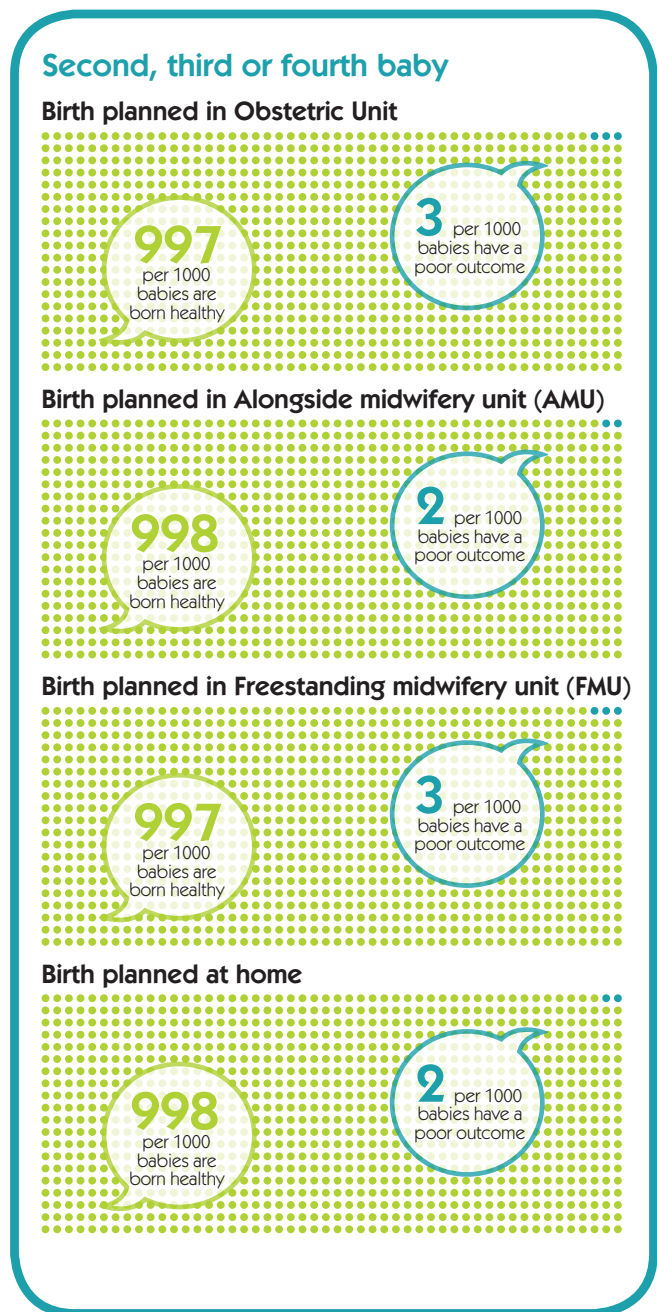 Second, third or fourth baby
Birth planned in Obstetric Unit
997
per 1000
babies are
born healthy
3 per 1000
babies have a
poor outcome
Birth planned in Alongside midwifery unit (AMU)
998
per 1000
babies are
born healthy
2 per 1000
babies have a
poor outcome
Birth planned in Freestanding midwifery unit (FMU)
997
per 1000
babies are
born healthy
3 per 1000
babies have a
poor outcome
Birth planned at home
998
per 1000
babies are
born healthy
2 per 1000
babies have a
poor outcome